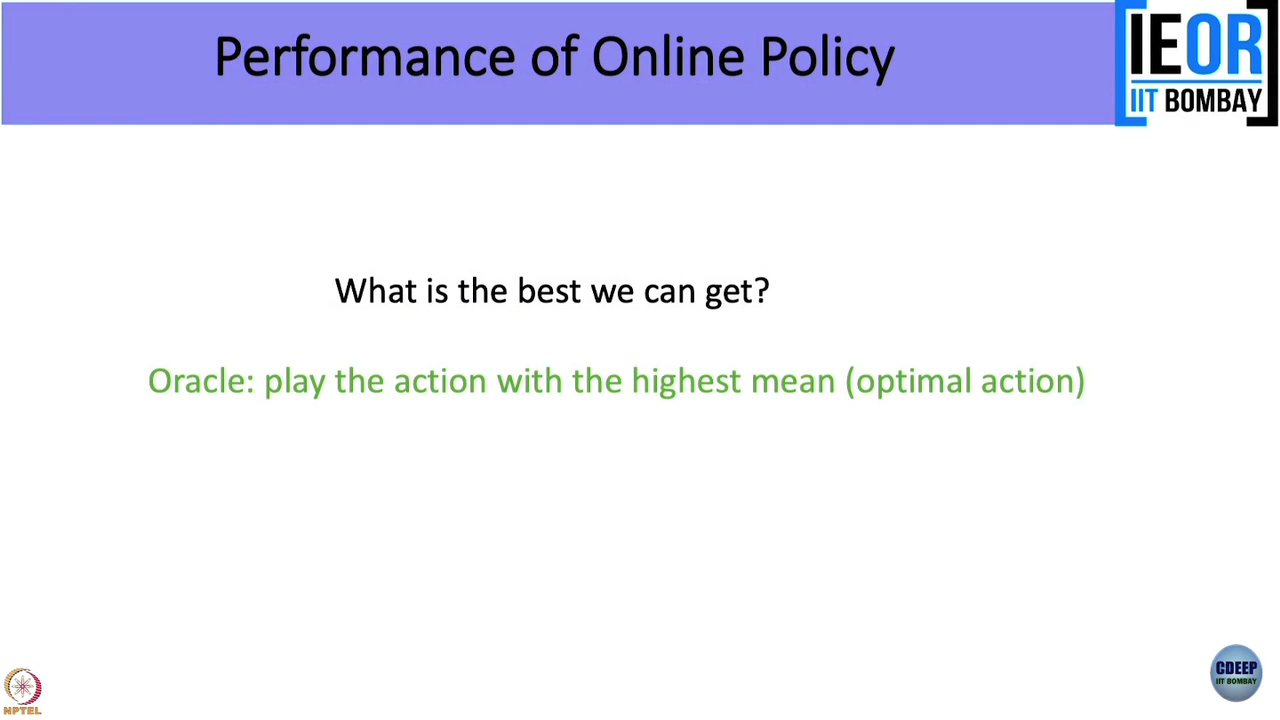 Performance of Online Policy
IEOR
IIT BOMBAY
What is the best we can get?
Oracle: play the action with the highest mean (optimal action)
NPTEL
CDEEP
IIT BOMBAY